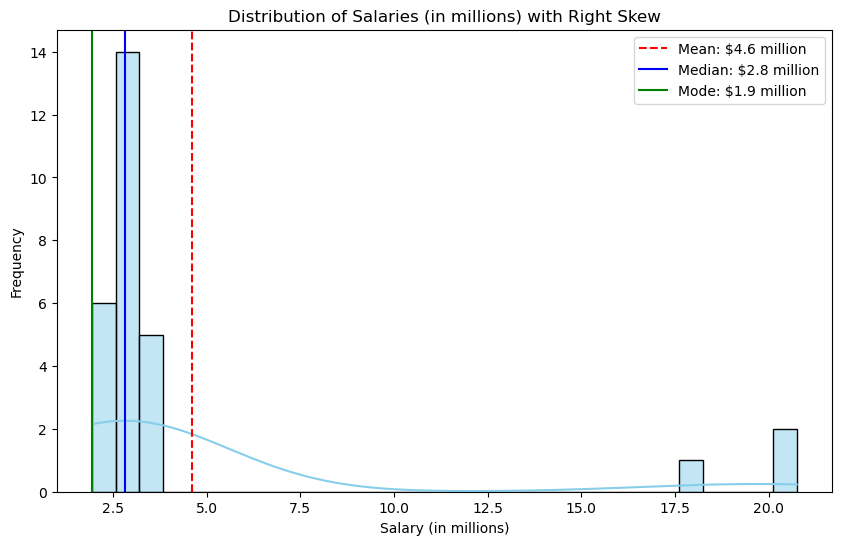 Distribution of Salaries (in millions) with Right Skew
Mean: $4.6 million
Median: $2.8 million
Mode: $1.9 million
Frequency
14
12
10
8
6
4
2
0
2.5 5.0 7.5 10.0 12.5 15.0 17.5 20.0
Salary (in millions)